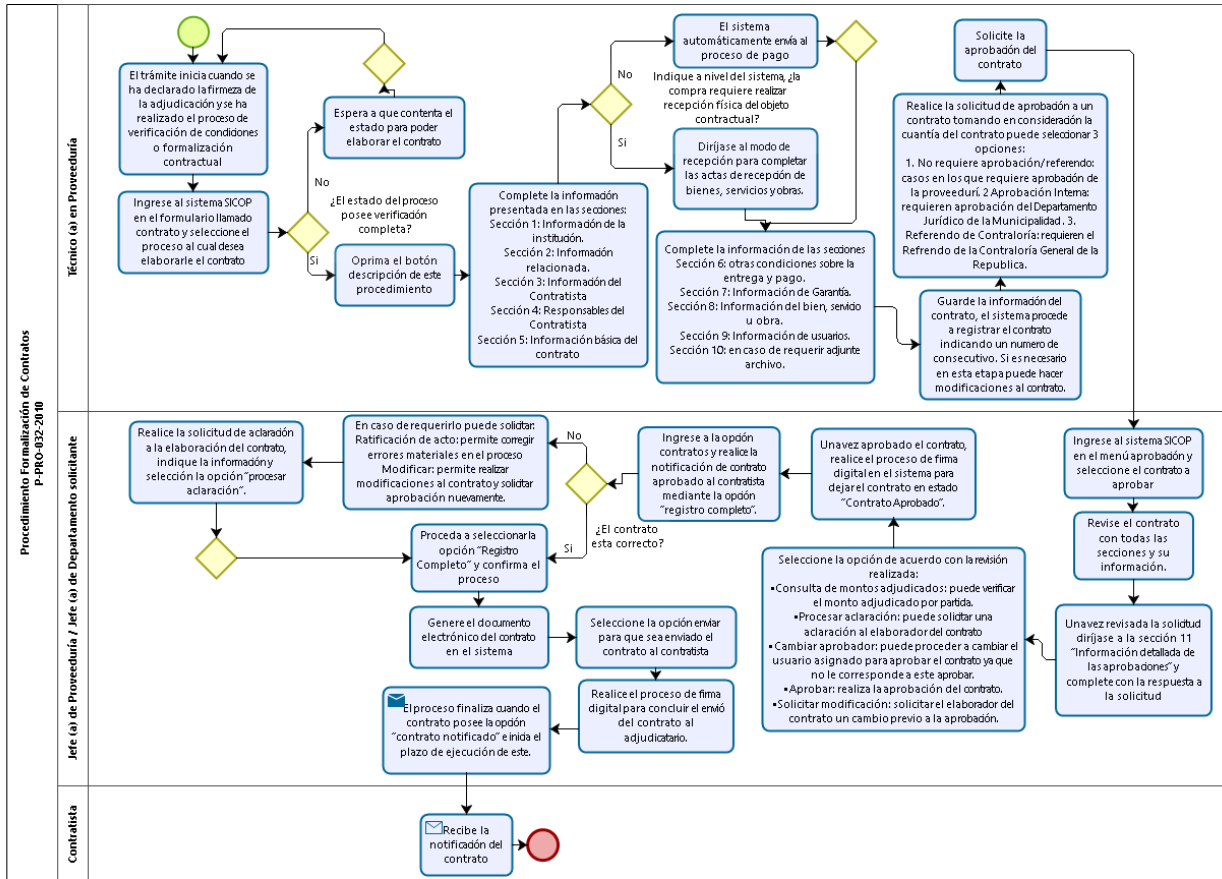 Procedimiento Formalización de Contratos
P-PRO-032-2010
Técnico (a) en Proveeduría
El trámite inicia cuando se
ha declarado la firmeza de
la adjudicación y se ha
realizado el proceso de
verificación de condiciones
o formalización
contractual
Ingrese al sistema SICOP
en el formulario llamado
contrato y seleccione el
proceso al cual desea
elaborarle el contrato
Espera a que contenta el
estado para poder
elaborar el contrato
No
¿El estado del proceso
posee verificación
completa?
Si
Oprima el botón
descripción de este
procedimiento
Complete la información
presentada en las secciones:
Sección 1: Información de la
institución.
Sección 2: Información
relacionada.
Sección 3: Información del
Contratista
Sección 4: Responsables del
Contratista
Sección 5: Información básica del
contrato
El sistema
automáticamente envía al
proceso de pago
No
Indique a nivel del sistema, ¿la
compra requiere realizar
recepción física del objeto
contractual?
Si
Diríjase al modo de
recepción para completar
las actas de recepción de
bienes, servicios y obras.
Complete la información de las secciones
Sección 6: otras condiciones sobre la
entrega y pago.
Sección 7: Información de Garantía.
Sección 8: Información del bien, servicio
u obra.
Sección 9: Información de usuarios.
Sección 10: en caso de requerir adjunte
archivo.
Guarde la información del
contrato, el sistema procede
a registrar el contrato
indicando un numero de
consecutivo. Si es necesario
en esta etapa puede hacer
modificaciones al contrato.
Realice la solicitud de aprobación a un
contrato tomando en consideración la
cuantía del contrato puede seleccionar 3
opciones:
1. No requiere aprobación/referendo:
casos en los que requiere aprobación de
la proveedurí. 2 Aprobación Interna:
requieren aprobación del Departamento
Jurídico de la Municipalidad. 3.
Referendo de Contraloría: requieren el
Refrendo de la Contraloría General de la
Republica.
Solicite la
aprobación del
contrato
Jefe (a) de Proveeduría / Jefe (a) de Departamento solicitante
Ingrese al sistema SICOP
en el menú aprobación y
seleccione el contrato a
aprobar
Revise el contrato
con todas las
secciones y su
información.
Unavez revisada la solicitud
diríjase a la sección 11
"Información detallada de
las aprobaciones" y
complete con la respuesta a
la solicitud
Seleccione la opción de acuerdo con la revisión
realizada:
▪Consulta de montos adjudicados: puede verificar
el monto adjudicado por partida.
▪Procesar aclaración: puede solicitar una
aclaración al elaborador del contrato
▪Cambiar aprobador: puede proceder a cambiar el
usuario asignado para aprobar el contrato ya que
no le corresponde a este aprobar.
▪Aprobar: realiza la aprobación del contrato.
▪Solicitar modificación: solicitar el elaborador del
contrato un cambio previo a la aprobación.
Unavez aprobado el contrato,
realice el proceso de firma
digital en el sistema para
dejar el contrato en estado
"Contrato Aprobado".
Ingrese a la opción
contratos y realice la
notificación de contrato
aprobado al contratista
mediante la opción
"registro completo".
¿El contrato
esta correcto?
No
Si
En caso de requerirlo puede solicitar:
Ratificación de acto: permite corregir
errores materiales en el proceso
Modificar: permite realizar
modificaciones al contrato y solicitar
aprobación nuevamente.
Realice la solicitud de aclaración
a la elaboración del contrato,
indique la información y
selección la opción "procesar
aclaración".
Proceda a seleccionar la
opción "Registro
Completo" y confirma el
proceso
Genere el documento
electrónico del contrato
en el sistema
Seleccione la opción enviar
para que sea enviado el
contrato al contratista
Realice el proceso de firma
digital para concluir el envió
del contrato al
adjudicatario.
El proceso finaliza cuando el
contrato posee la opción
"contrato notificado" e inicia el
plazo de ejecución de este.
Contratista
Recibe la
notificación del
contrato